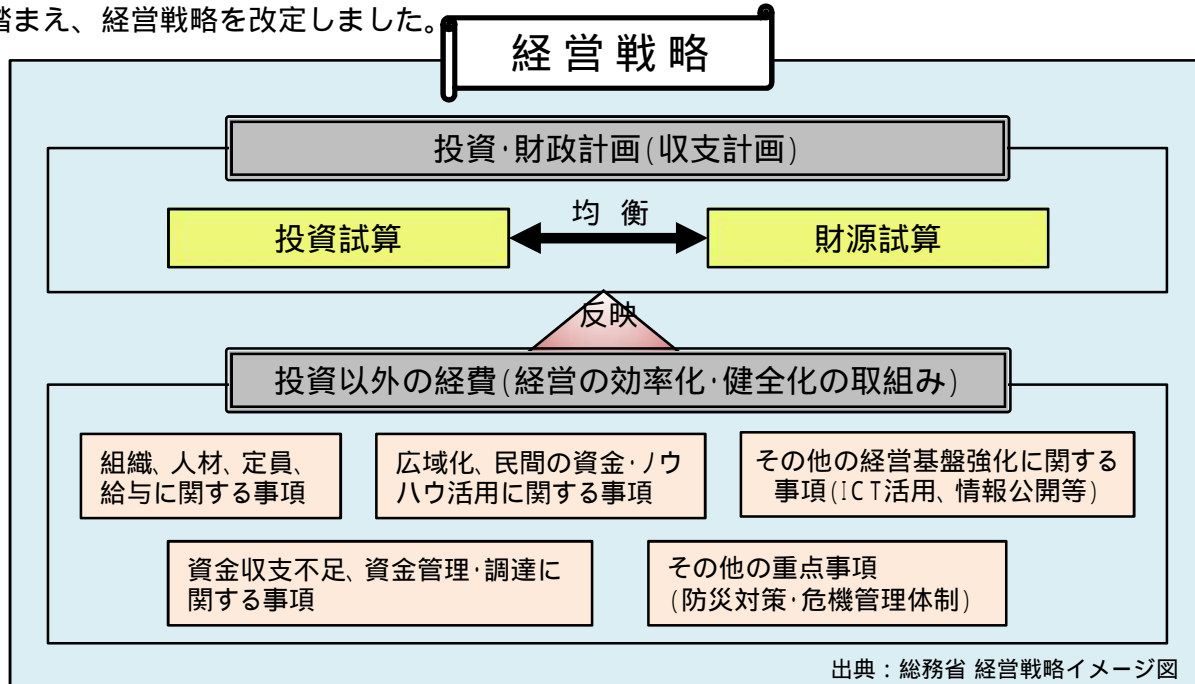 踏まえ、経営戦略を改定しました。
経営戦略
投資・財政計画(収支計画)
投資試算
均 衡
財源試算
反映
投資以外の経費(経営の効率化・健全化の取組み)
組織、人材、定員、
給与に関する事項
広域化、民間の資金・ノウ
ハウ活用に関する事項
その他の経営基盤強化に関する
事項(ICT活用、情報公開等)
資金収支不足、資金管理・調達に
関する事項
その他の重点事項
(防災対策・危機管理体制)
出典:総務省 経営戦略イメージ図